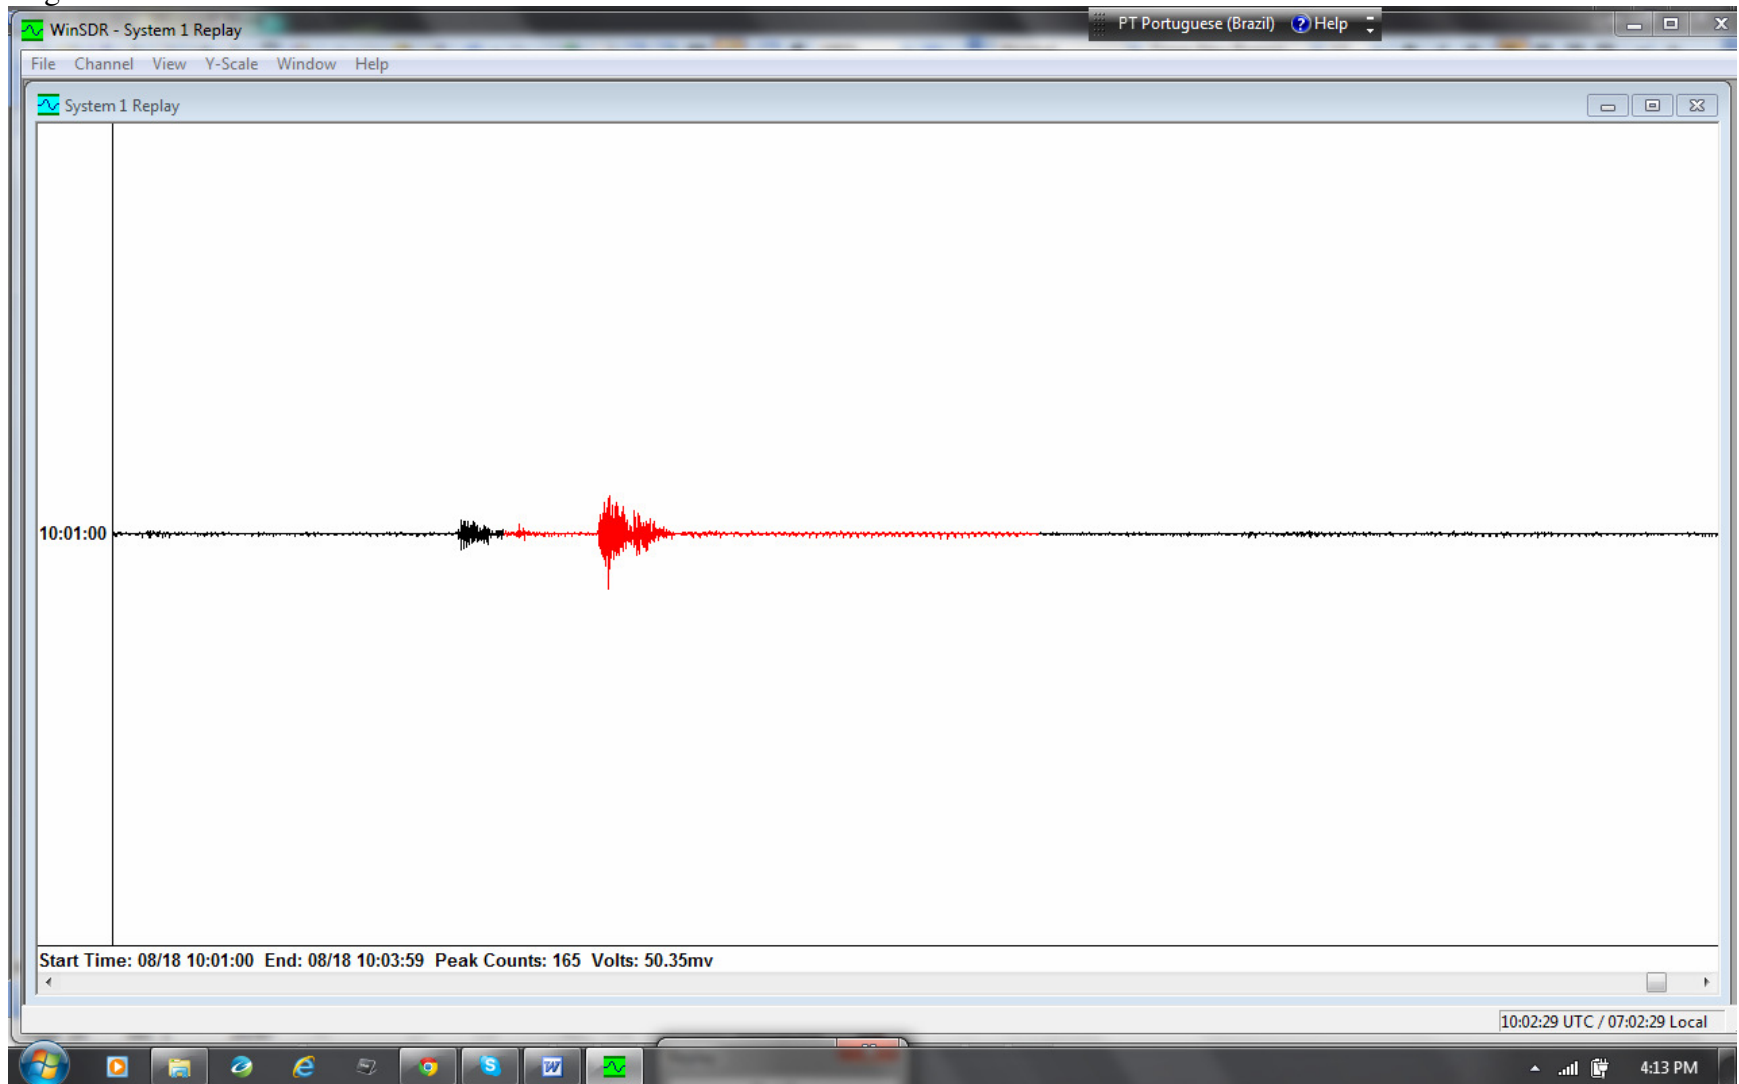 WinSDR - System 1 Replay
PT Portuguese (Brazil) Help
File Channel View Y-Scale Window Help
System 1 Replay
10:01:00
Start Time: 08/18 10:01:00 End: 08/18 10:03:59 Peak Counts: 165 Volts: 50.35mv
10:02:29 UTC / 07:02:29 Local
4:13 PM